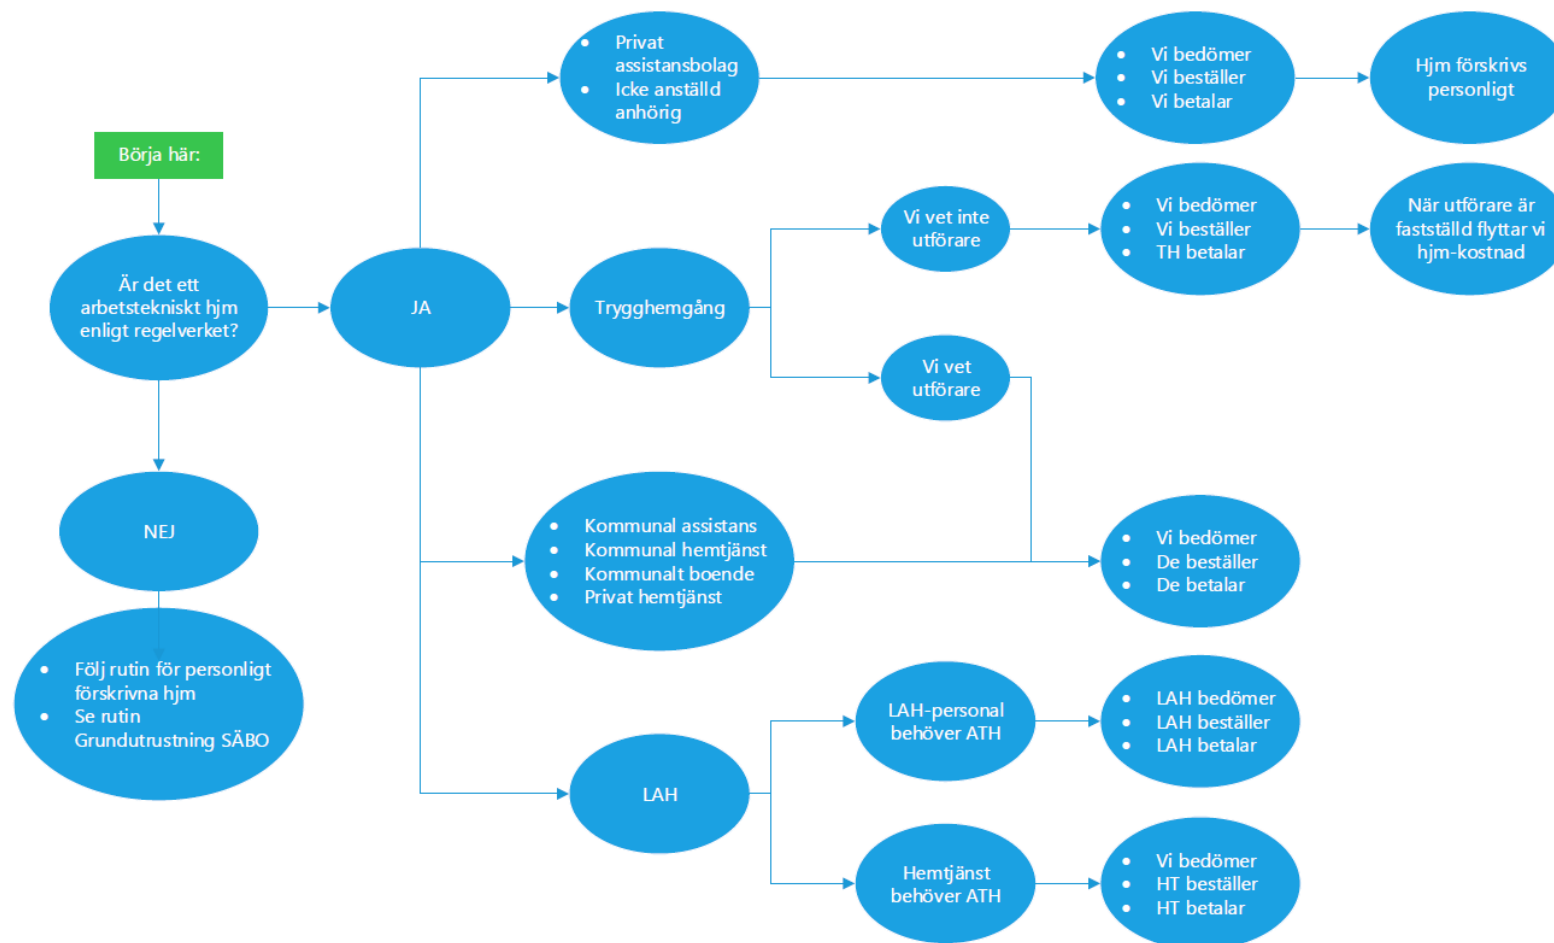 Börja här:
Är det ett
arbetstekniskt hjm
enligt regelverket?
NEJ
• Följ rutin för personligt
förskrivna hjm
• Se rutin
Grundutrustning SÄBO
JA
• Privat
assistansbolag
• Icke anställd
anhörig
• Vi bedömer
• Vi beställer
• Vi betalar
Hjm förskrivs
personligt
Trygghemgång
Vi vet inte
utförare
• Vi bedömer
• Vi beställer
• TH betalar
När utförare är
fastställd flyttar vi
hjm-kostnad
Vi vet
utförare
• Kommunal assistans
• Kommunal hemtjänst
• Kommunalt boende
• Privat hemtjänst
• Vi bedömer
• De beställer
• De betalar
LAH
LAH-personal
behöver ATH
• LAH bedömer
• LAH beställer
• LAH betalar
Hemtjänst
behöver ATH
• Vi bedömer
• HT beställer
• HT betalar